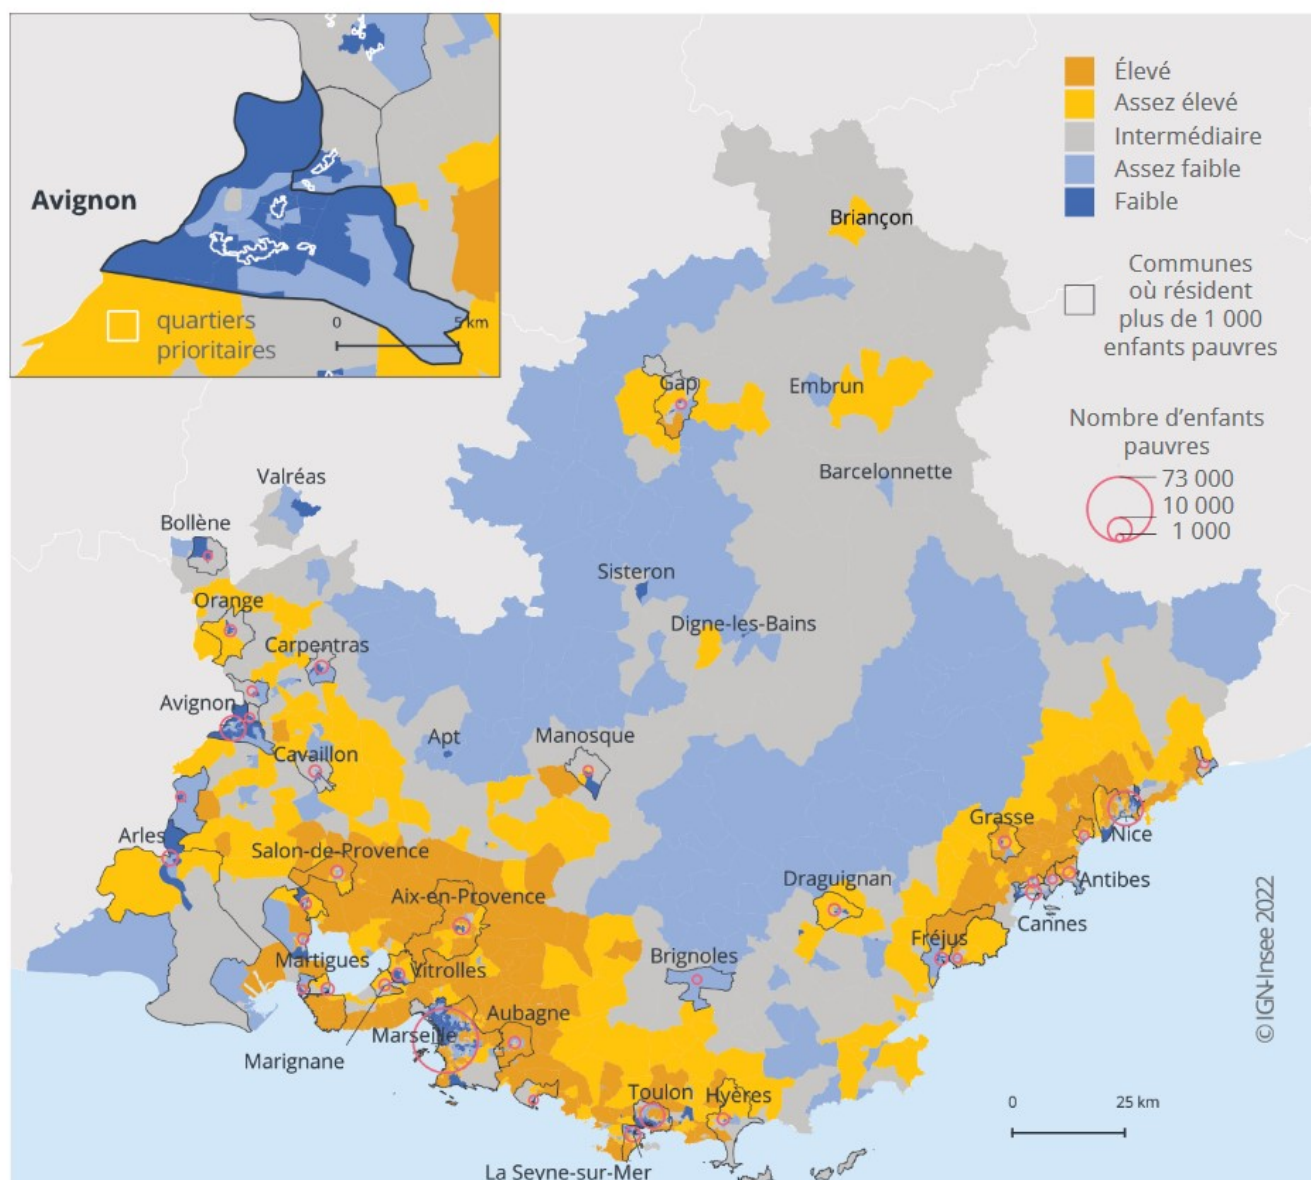 Avignon
quartiers
prioritaires
0
5 km
Élevé
Assez élevé
Intermédiaire
Assez faible
Faible
Communes
où résident
plus de 1 000
enfants pauvres
Nombre d'enfants
pauvres
73 000
10 000
1 000
Briançon
Gap
Embrun
Barcelonnette
Valréas
Bollène
Sisteron
Orange
Digne-les-Bains
Carpentras
Avignon
Apt
Manosque
Cavaillon
Arles
Grasse
Nice
Salon-de-Provence
Aix-en-Provence
Draguignan
Antibes
Cannes
Fréjus
Brignoles
Martigues
Vitrolles
Aubagne
Marseille
Marignane
Toulon
Hyères
La Seyne-sur-Mer
0
25 km
© IGN-Insee 2022